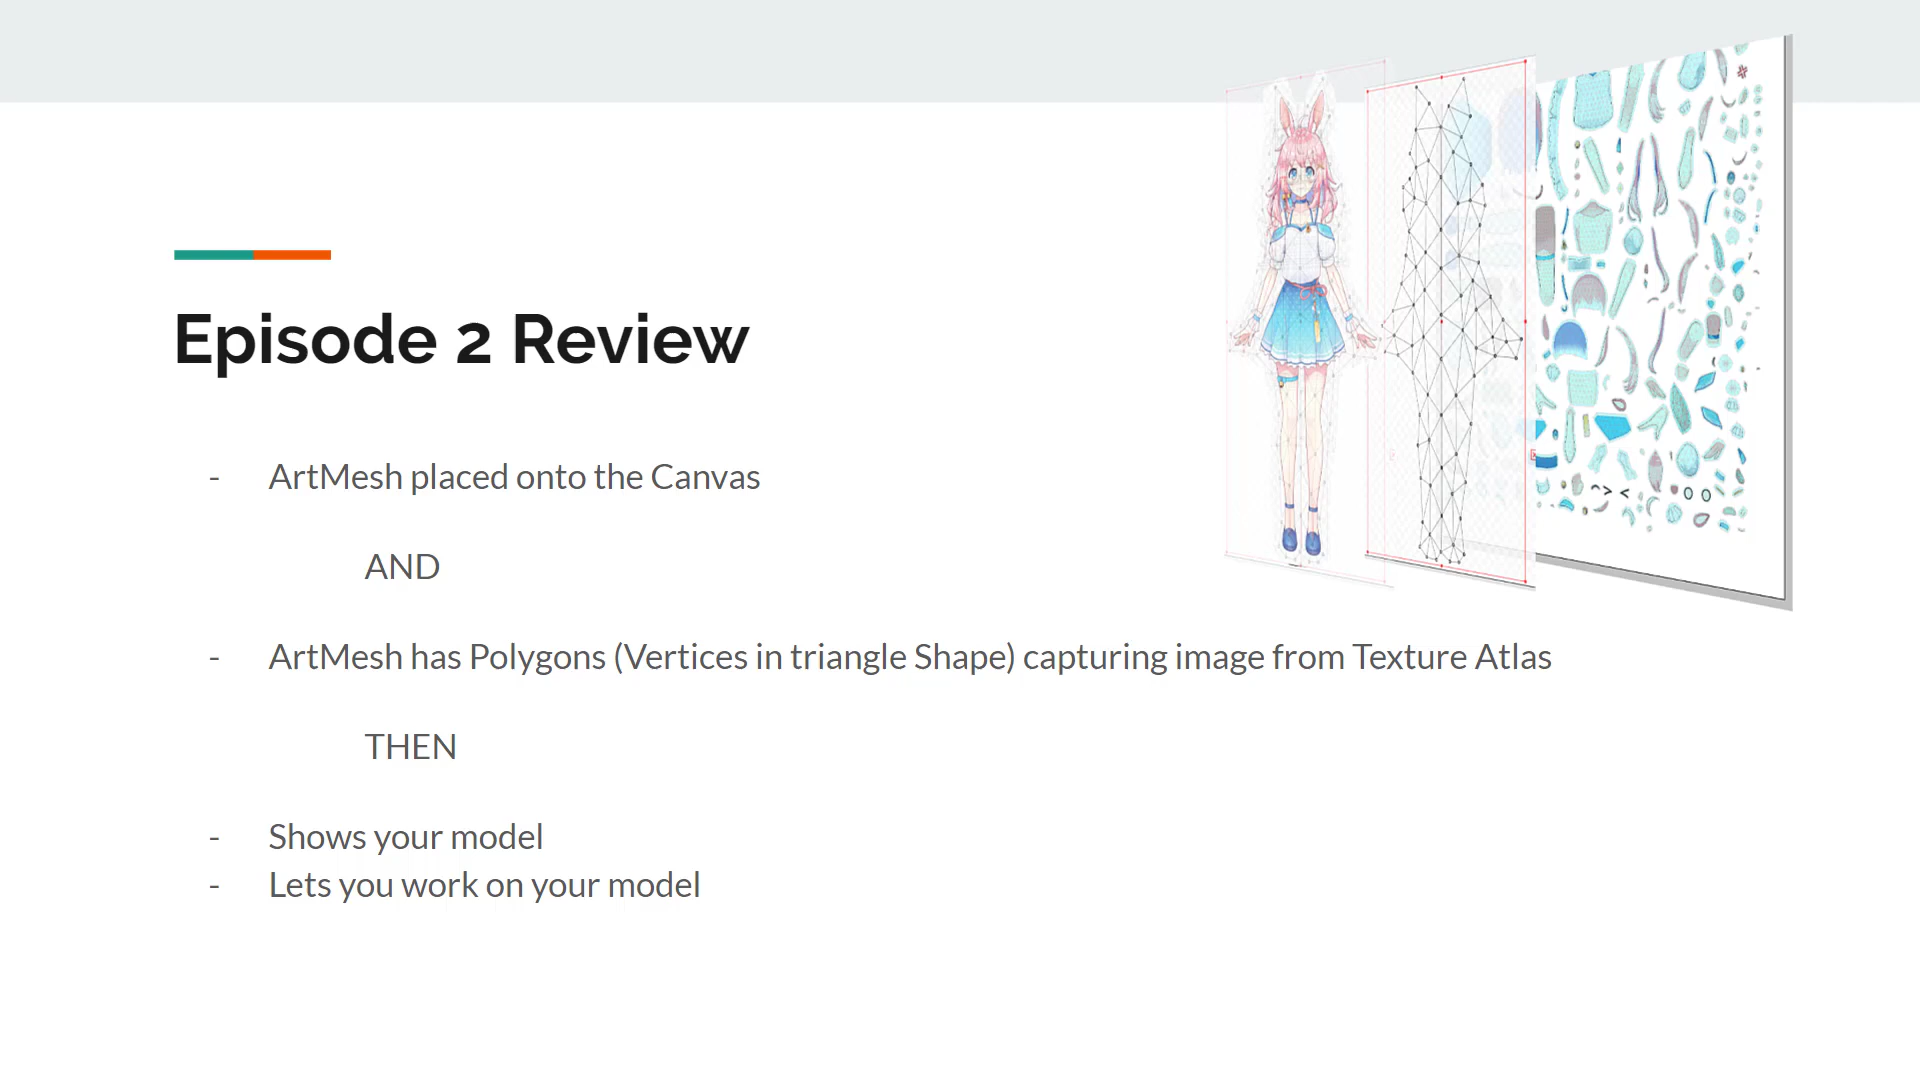 Episode 2 Review
- ArtMesh placed onto the Canvas
AND
- ArtMesh has Polygons (Vertices in triangle Shape) capturing image from Texture Atlas
THEN
- Shows your model
- Lets you work on your model